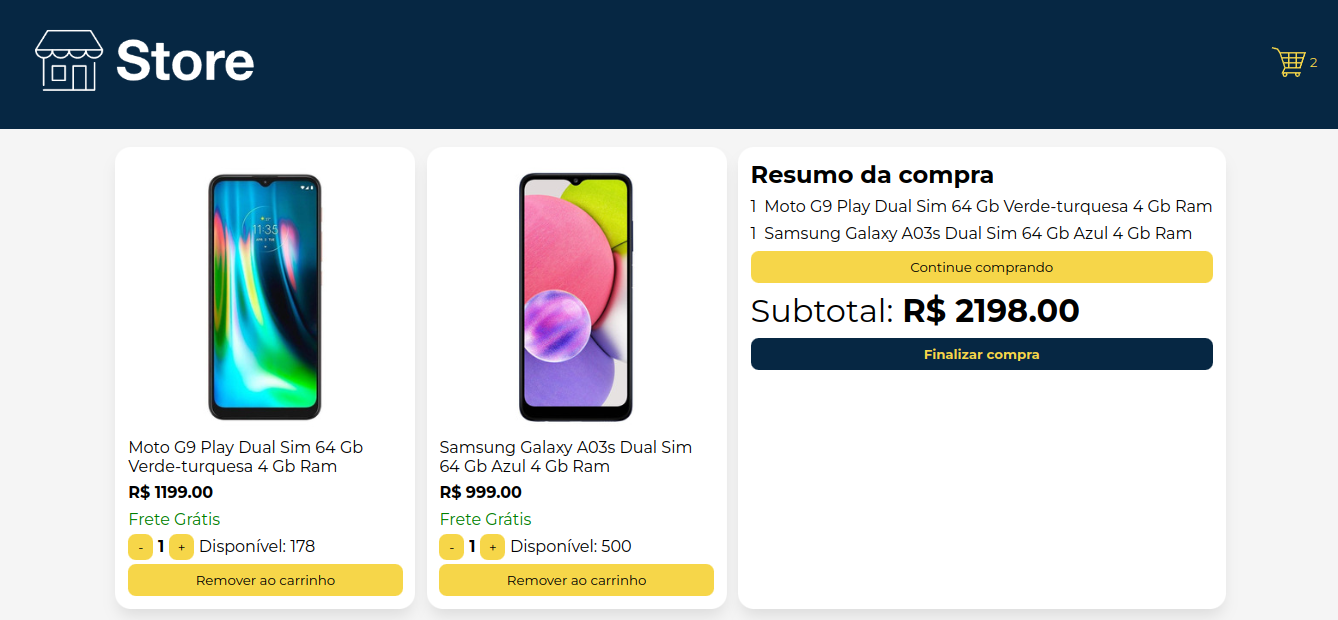 Store
2
11:35
Moto G9 Play Dual Sim 64 Gb
Verde-turquesa 4 Gb Ram
R$ 1199.00
Frete Grátis
- 1 + Disponível: 178
Remover ao carrinho
Samsung Galaxy A03s Dual Sim
64 Gb Azul 4 Gb Ram
R$ 999.00
Frete Grátis
- 1 + Disponível: 500
Remover ao carrinho
Resumo da compra
1 Moto G9 Play Dual Sim 64 Gb Verde-turquesa 4 Gb Ram
1 Samsung Galaxy A03s Dual Sim 64 Gb Azul 4 Gb Ram
Continue comprando
Subtotal: R$ 2198.00
Finalizar compra